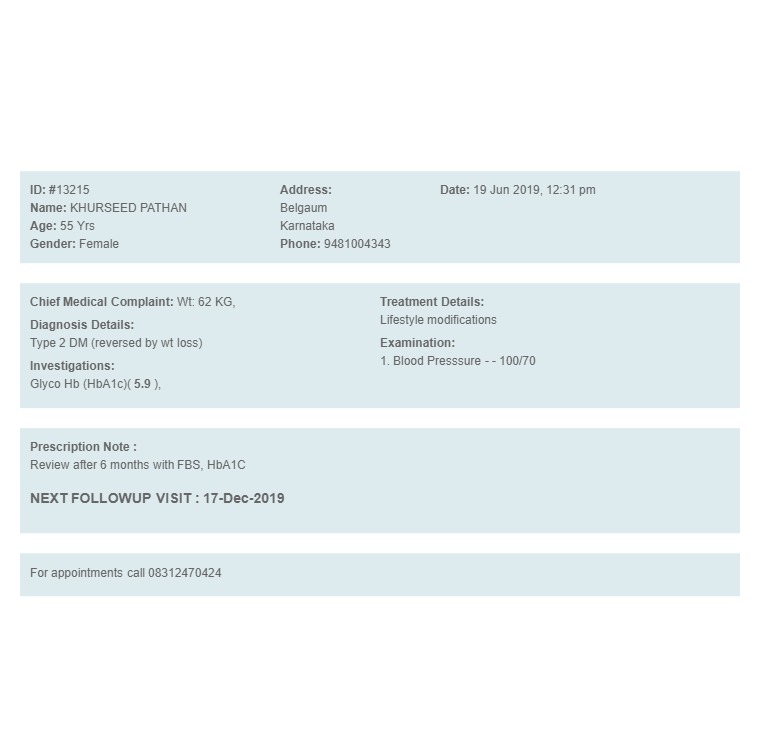 ID: #13215
Name: KHURSEED PATHAN
Age: 55 Yrs
Gender: Female
Address:
Belgaum
Karnataka
Phone: 9481004343
Date: 19 Jun 2019, 12:31 pm
Chief Medical Complaint: Wt: 62 KG,
Diagnosis Details:
Type 2 DM (reversed by wt loss)
Investigations:
Glyco Hb (HbA1c)( 5.9 ),
Treatment Details:
Lifestyle modifications
Examination:
1. Blood Presssure - - 100/70
Prescription Note :
Review after 6 months with FBS, HbA1C
NEXT FOLLOWUP VISIT : 17-Dec-2019
For appointments call 08312470424